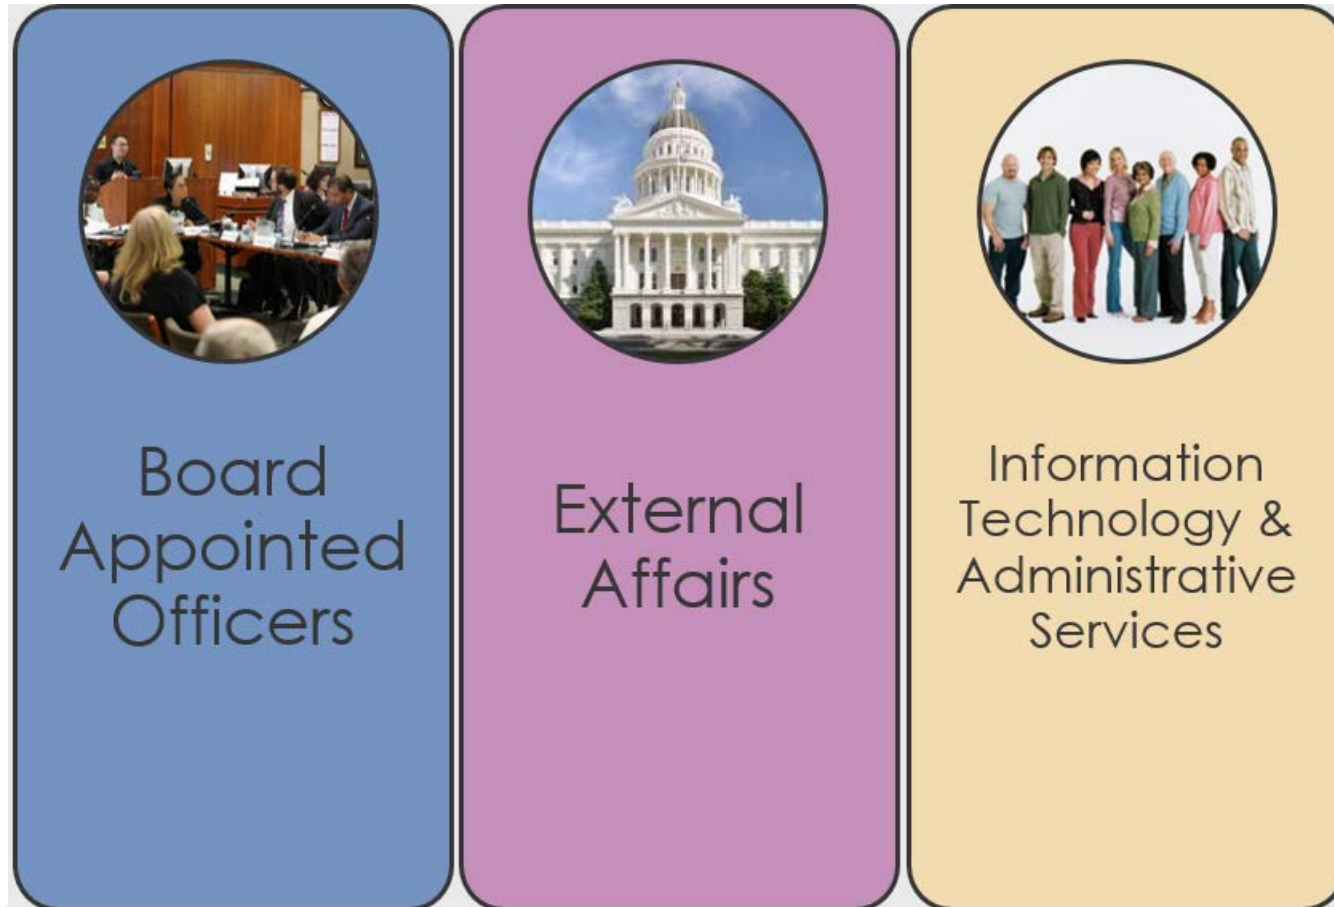 Board
Appointed
Officers
External
Affairs
Information
Technology &
Administrative
Services